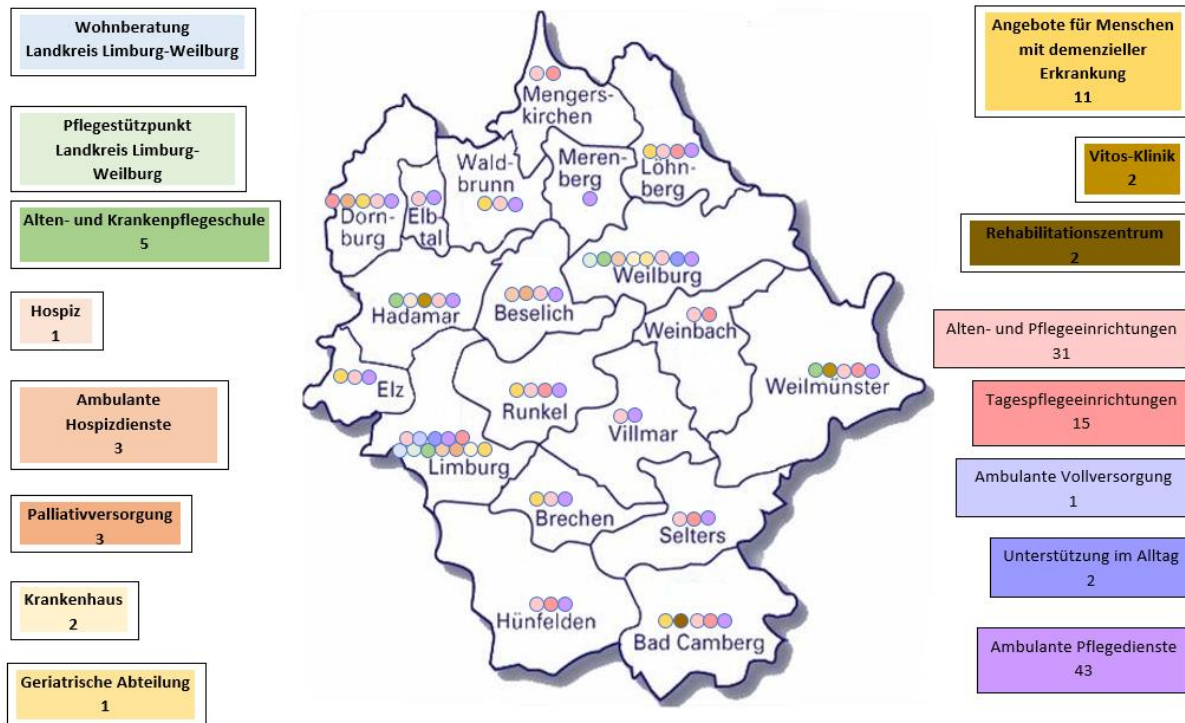 Wohnberatung
Landkreis Limburg-Weilburg
Pflegestützpunkt
Landkreis Limburg-
Weilburg
Alten- und Krankenpflegeschule
5
Hospiz
1
Ambulante
Hospizdienste
3
Palliativversorgung
3
Krankenhaus
2
Geriatrische Abteilung
1
Mengers-
kirchen
Wald-
brunn
Meren-
berg
Löhn-
berg
Dorn-
burg
Elb
tal
Weilburg
Hadamar
Beselich
Weinbach
Elz
Runkel
Weilmünster
Villmar
Limburg
Brechen
Selters
Hünfelden
Bad Camberg
Angebote für Menschen
mit demenzieller
Erkrankung
11
Vitos-Klinik
2
Rehabilitationszentrum
2
Alten- und Pflegeeinrichtungen
31
Tagespflegeeinrichtungen
15
Ambulante Vollversorgung
1
Unterstützung im Alltag
2
Ambulante Pflegedienste
43